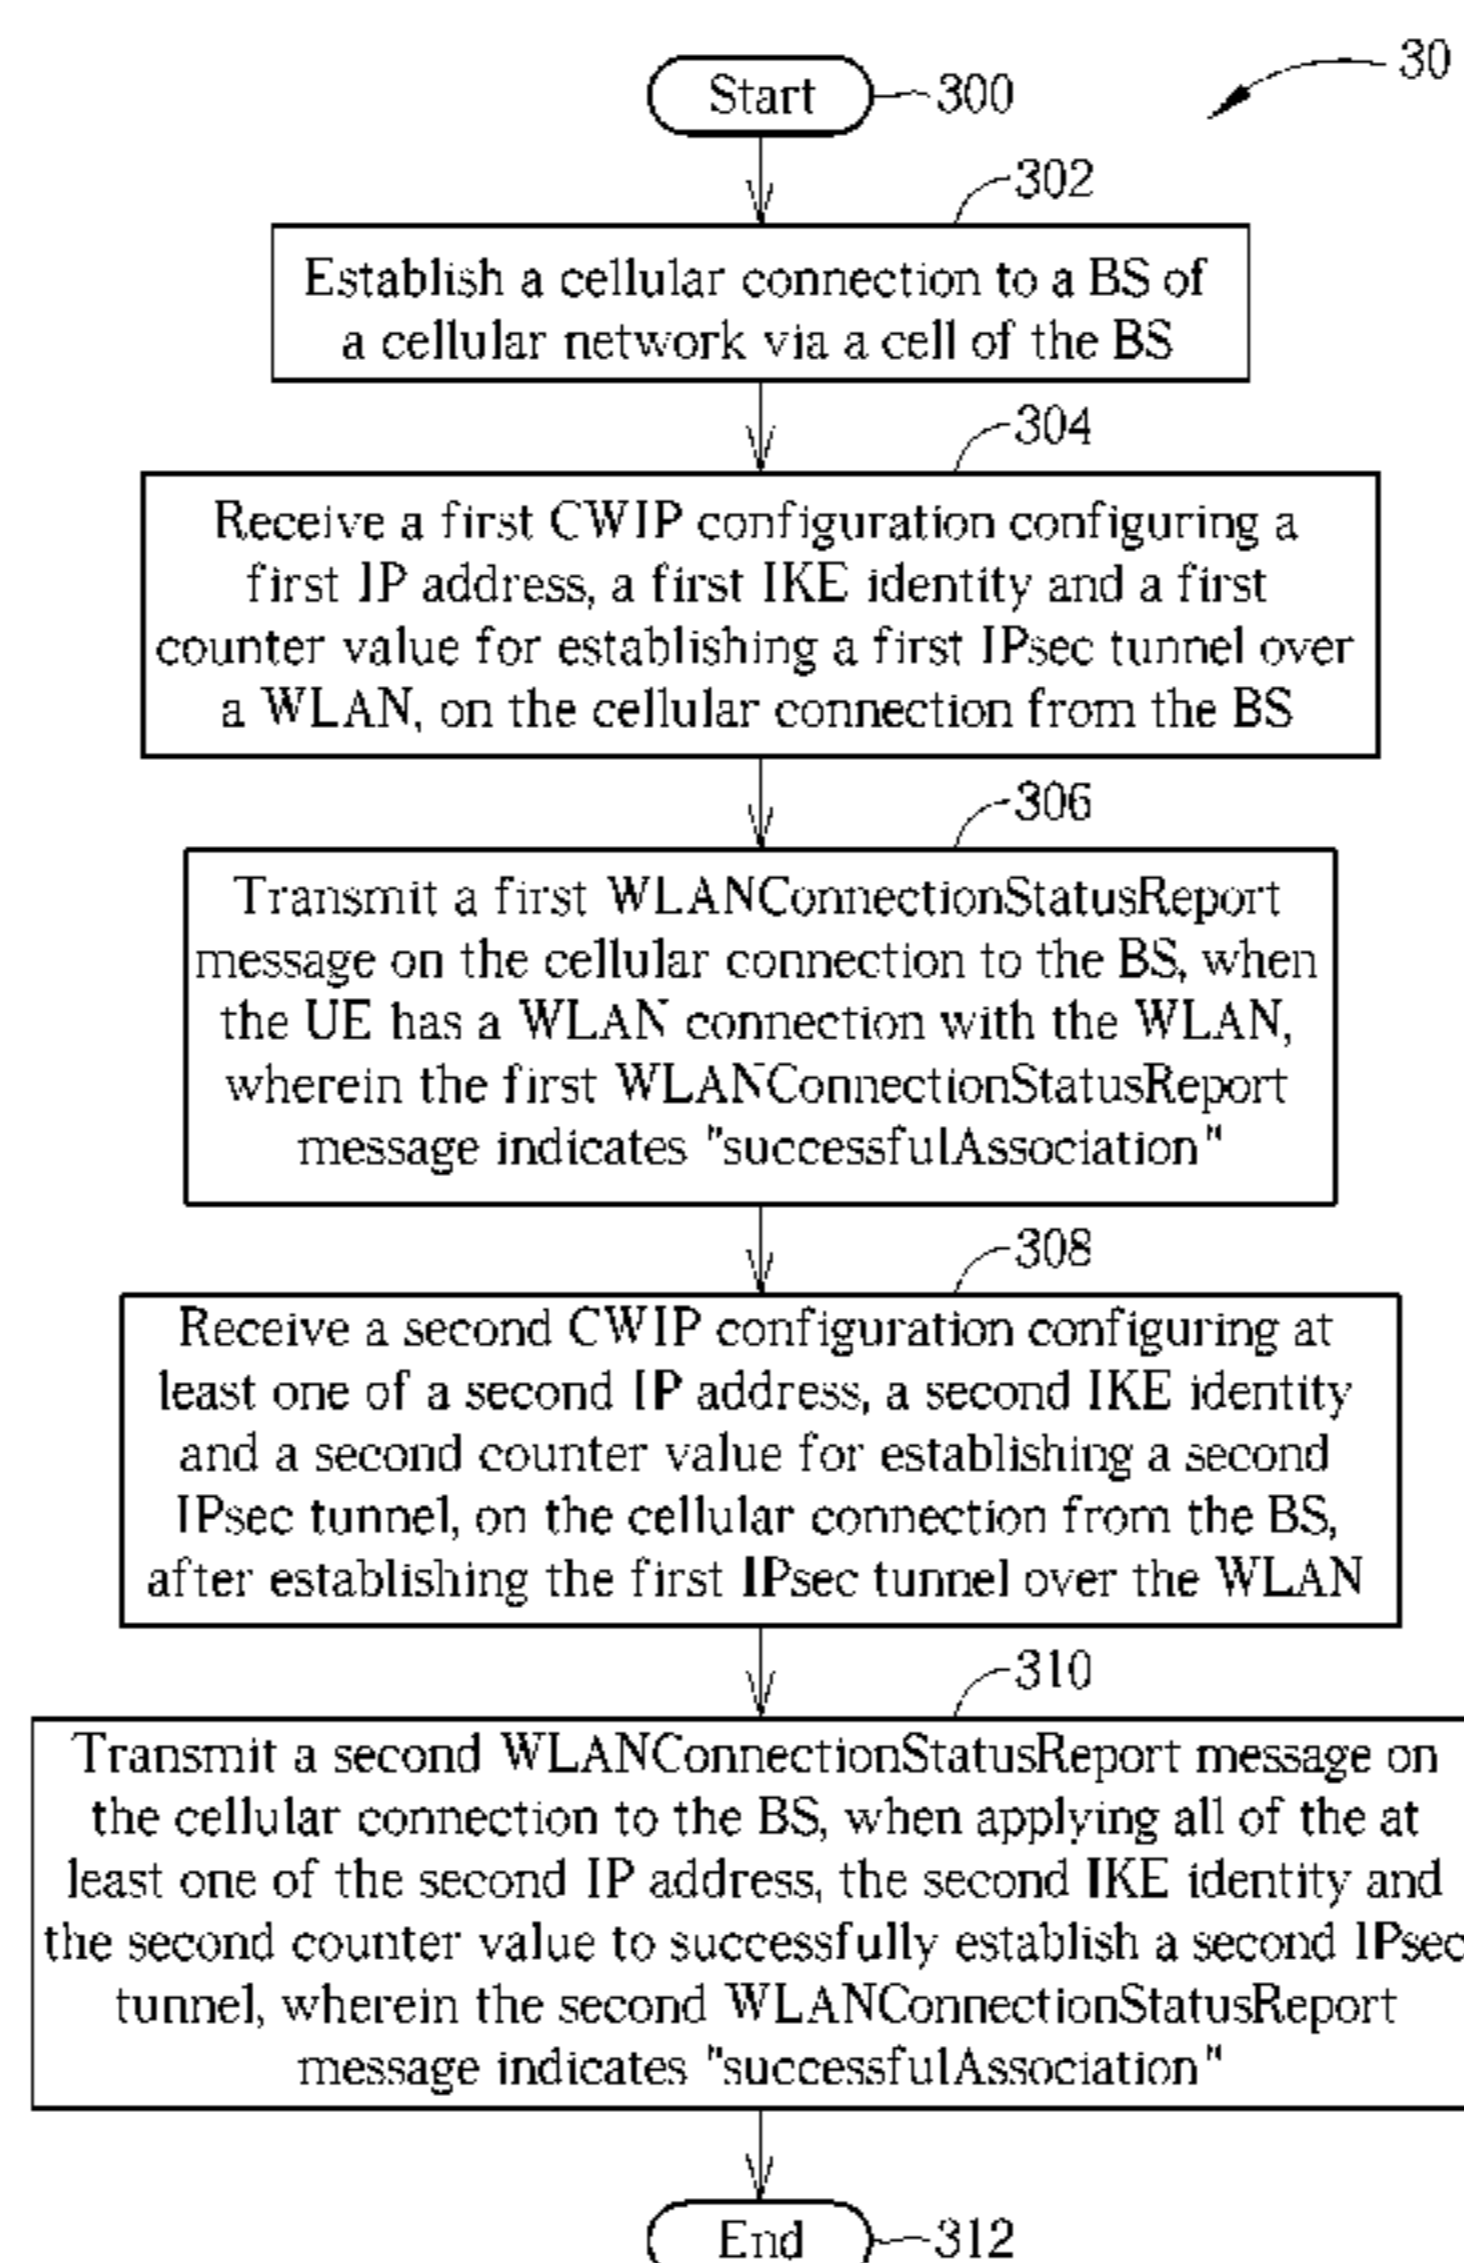 30
Start
300
302
Establish a cellular connection to a BS of
a cellular network via a cell of the BS
304
Receive a first CWIP configuration configuring a
first IP address, a first IKE identity and a first
counter value for establishing a first IPsec tunnel over
a WLAN, on the cellular connection from the BS
306
Transmit a first WLANConnectionStatusReport
message on the cellular connection to the BS, when
the UE has a WLAN connection with the WLAN,
wherein the first WLANConnectionStatusReport
message indicates "successfulAssociation"
308
Receive a second CWIP configuration configuring at
least one of a second IP address, a second IKE identity
and a second counter value for establishing a second
IPsec tunnel, on the cellular connection from the BS,
after establishing the first IPsec tunnel over the WLAN
310
Transmit a second WLANConnectionStatusReport message on
the cellular connection to the BS, when applying all of the at
least one of the second IP address, the second IKE identity and
the second counter value to successfully establish a second IPsec
tunnel, wherein the second WLANConnectionStatusReport
message indicates "successfulAssociation"
End
312